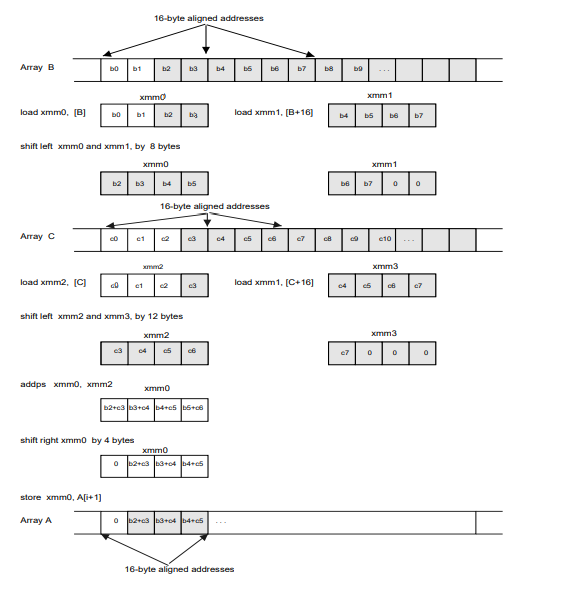 16-byte aligned addresses
Array B b0 b1 b2 b3 b4 b5 b6 b7 b8 b9 ...
xmm0 xmm1
load xmm0, [B] b0 b1 b2 b3 load xmm1, [B+16] b4 b5 b6 b7
shift left xmm0 and xmm1, by 8 bytes
xmm0 xmm1
b2 b3 b4 b5 b6 b7 0 0
16-byte aligned addresses
Array C c0 c1 c2 c3 c4 c5 c6 c7 c8 c9 c10 ...
xmm2 xmm3
load xmm2, [C] c0 c1 c2 c3 load xmm1, [C+16] c4 c5 c6 c7
shift left xmm2 and xmm3, by 12 bytes
xmm2 xmm3
c3 c4 c5 c6 c7 0 0 0
addps xmm0, xmm2
xmm0
b2+c3 b3+c4 b4+c5 b5+c6
shift right xmm0 by 4 bytes
xmm0
0 b2+c3 b3+c4 b4+c5
store xmm0, A[i+1]
Array A 0 b2+c3 b3+c4 b4+c5 ...
16-byte aligned addresses